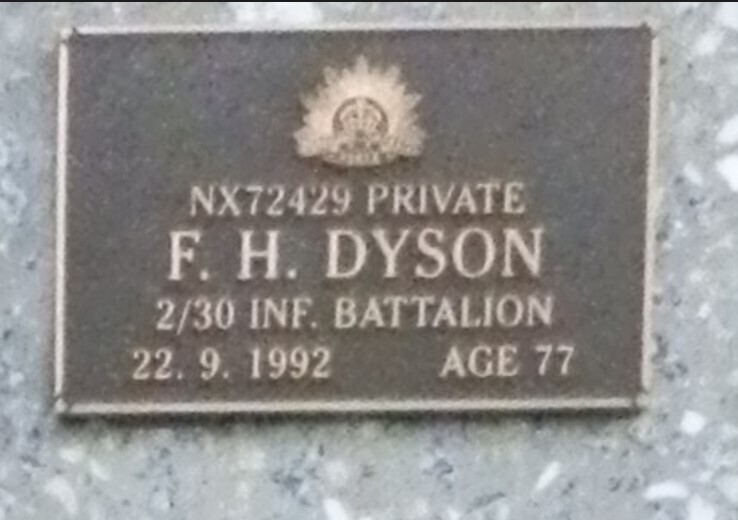 NX72429 PRIVATE
F. H. DYSON
2/30 INF. BATTALION
22. 9. 1992 AGE 77